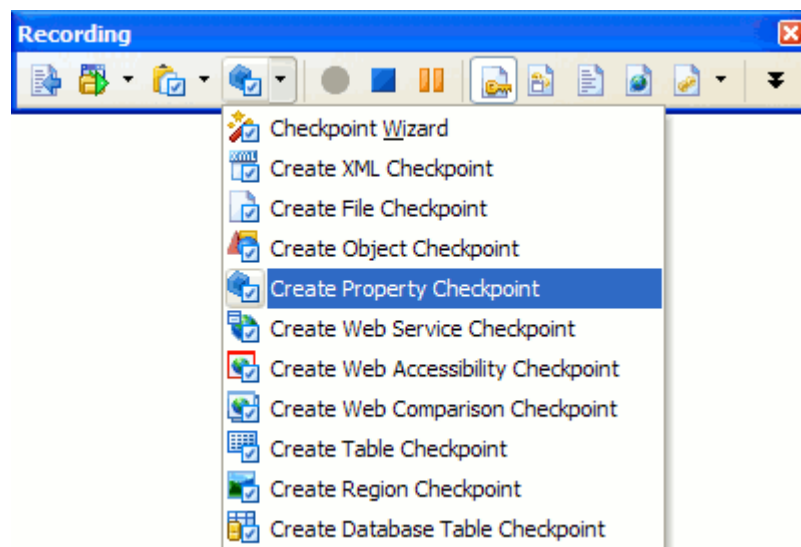 Recording
Checkpoint Wizard
Create XML Checkpoint
Create File Checkpoint
Create Object Checkpoint
Create Property Checkpoint
Create Web Service Checkpoint
Create Web Accessibility Checkpoint
Create Web Comparison Checkpoint
Create Table Checkpoint
Create Region Checkpoint
Create Database Table Checkpoint